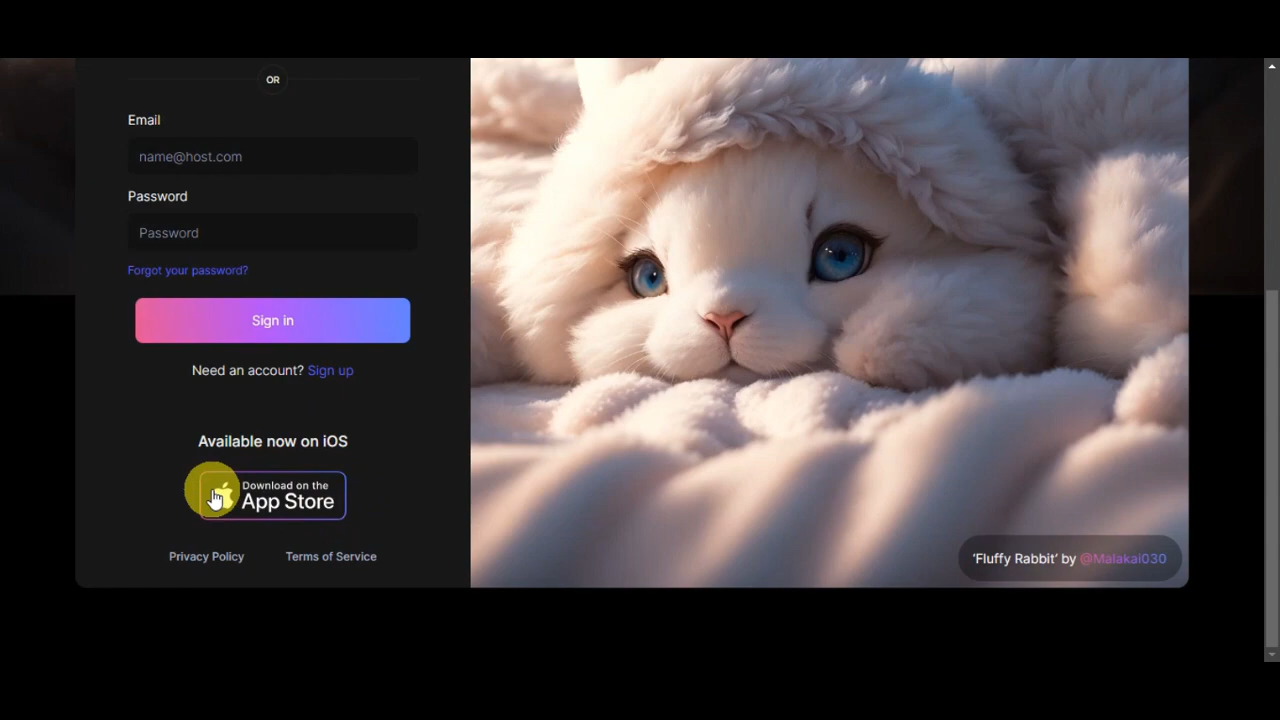 OR
Email
name@host.com
Password
Password
Forgot your password?
Sign in
Need an account? Sign up
Available now on iOS
Download on the
App Store
Privacy Policy
Terms of Service
'Fluffy Rabbit' by @Malakai030